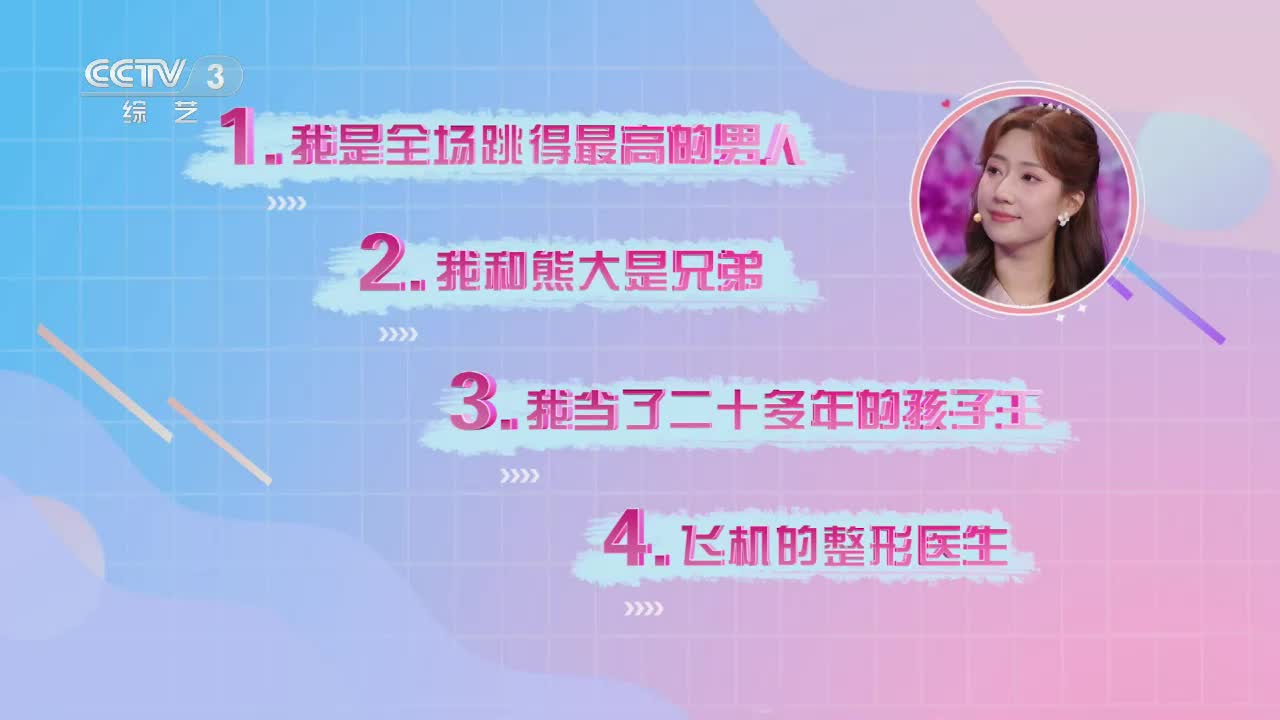 CCTV 3
综艺
1.我是全场跳得最高的男人
2..我和熊大是兄弟
3.我当了二十多年的孩子王
4.飞机的整形医生